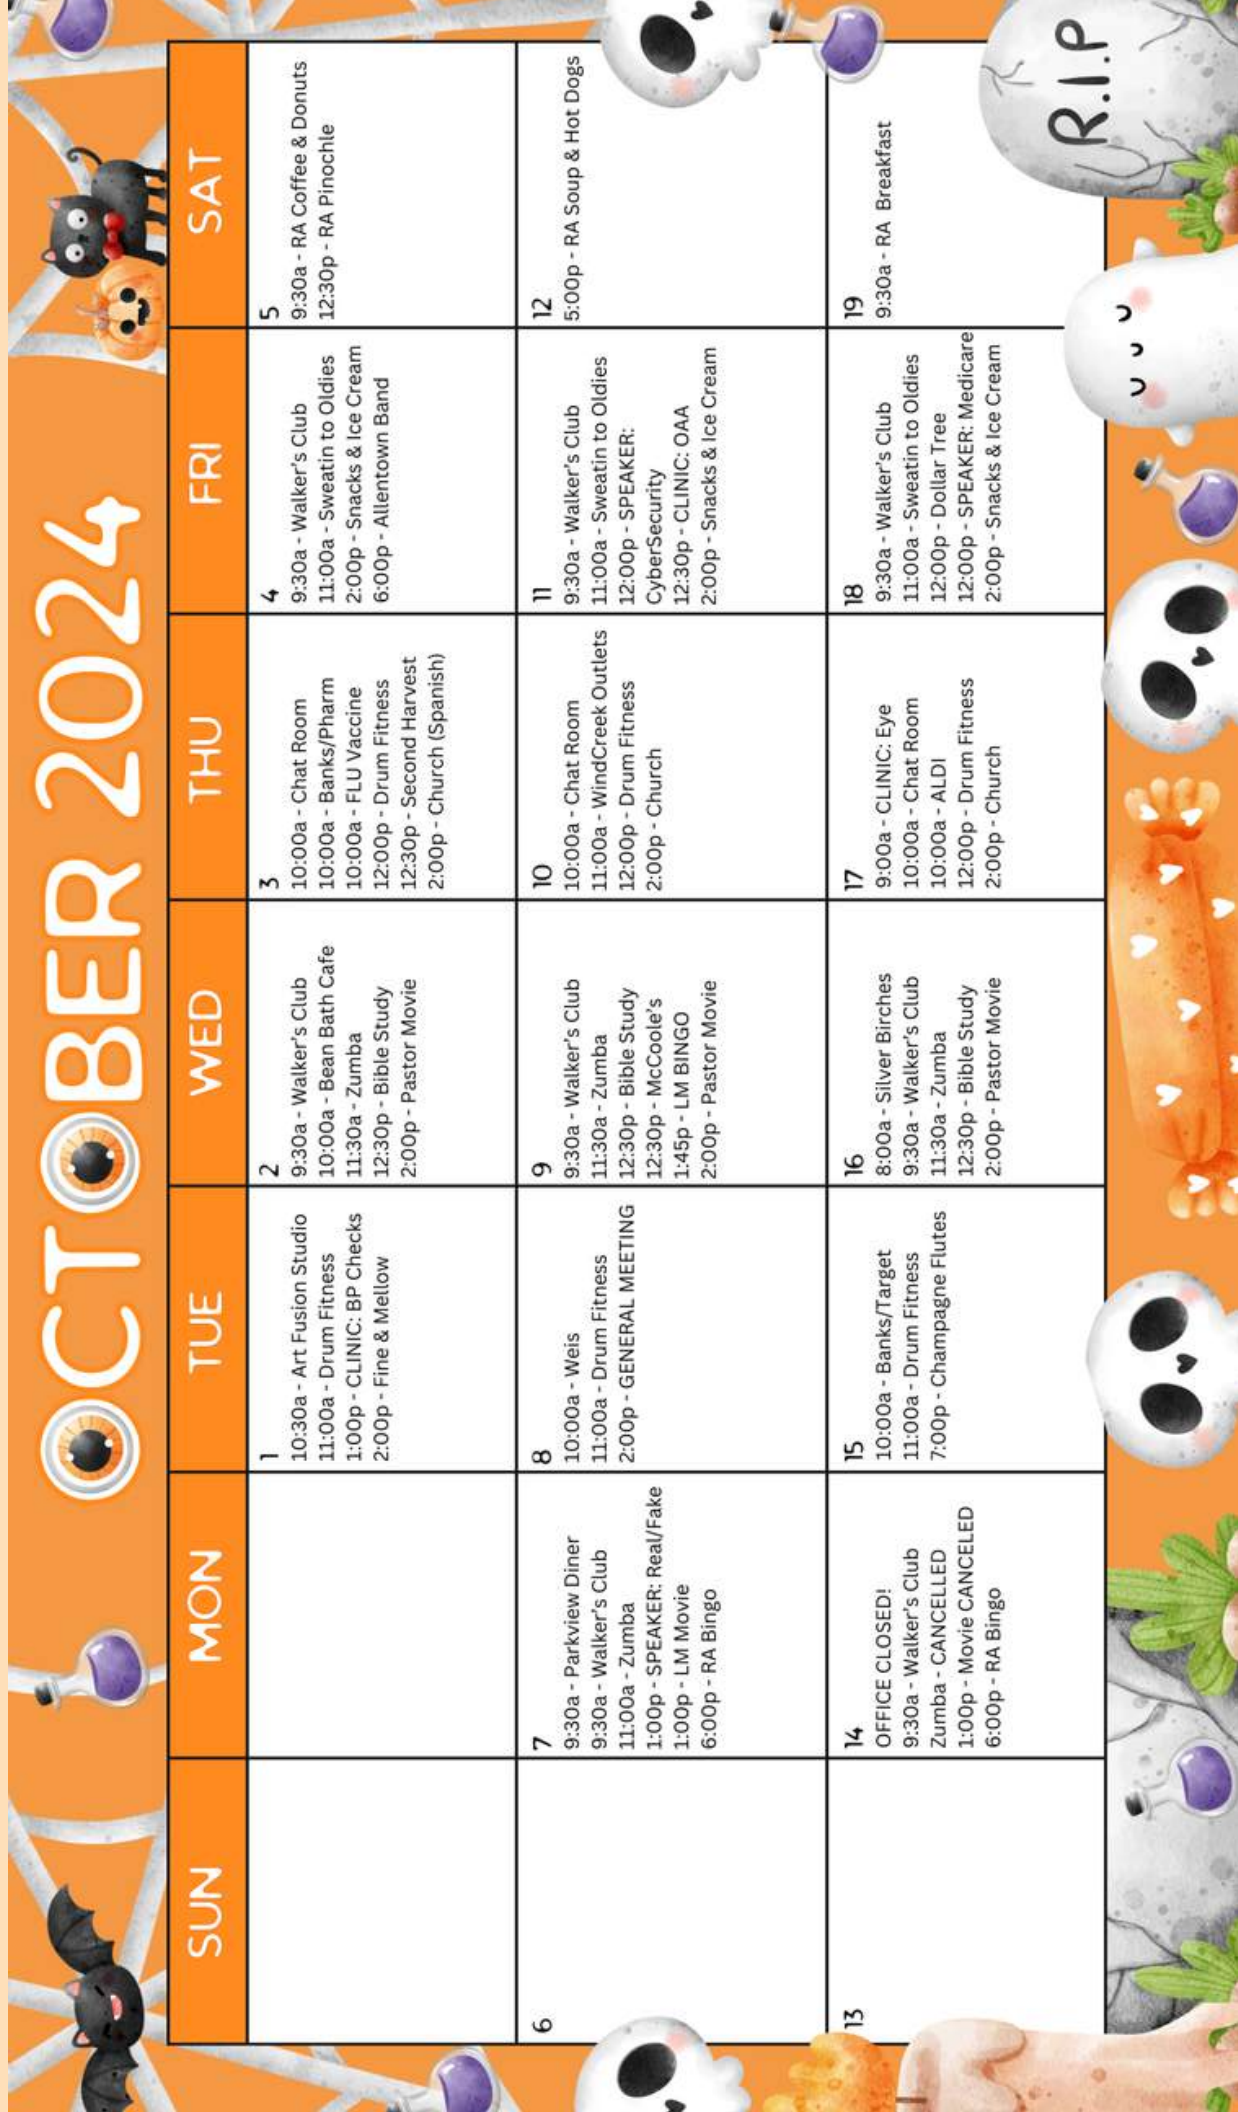 OCTOBER 2024
SUN
MON
TUE
WED
THU
FRI
SAT
1
10:30a - Art Fusion Studio
11:00a - Drum Fitness
1:00p - CLINIC: BP Checks
2:00p - Fine & Mellow
2
9:30a - Walker's Club
10:00a - Bean Bath Cafe
11:30a - Zumba
12:30p - Bible Study
2:00p - Pastor Movie
3
10:00a - Chat Room
10:00a - Banks/Pharm
10:00a - FLU Vaccine
12:00p - Drum Fitness
12:30p - Second Harvest
2:00p - Church (Spanish)
4
9:30a - Walker's Club
11:00a - Sweatin to Oldies
2:00p - Snacks & Ice Cream
6:00p - Allentown Band
5
9:30a - RA Coffee & Donuts
12:30p - RA Pinochle
6
7
9:30a - Parkview Diner
9:30a - Walker's Club
11:00a - Zumba
1:00p - SPEAKER: Real/Fake
1:00p - LM Movie
6:00p - RA Bingo
8
10:00a - Weis
11:00a - Drum Fitness
2:00p - GENERAL MEETING
9
9:30a - Walker's Club
11:30a - Zumba
12:30p - Bible Study
12:30p - McCoole's
1:45p - LM BINGO
2:00p - Pastor Movie
10
10:00a - Chat Room
11:00a - WindCreek Outlets
12:00p - Drum Fitness
2:00p - Church
11
9:30a - Walker's Club
11:00a - Sweatin to Oldies
12:00p - SPEAKER:
CyberSecurity
12:30p - CLINIC: OAA
2:00p - Snacks & Ice Cream
12
5:00p - RA Soup & Hot Dogs
13
14
OFFICE CLOSED!
9:30a - Walker's Club
Zumba - CANCELLED
1:00p - Movie CANCELED
6:00p - RA Bingo
15
10:00a - Banks/Target
11:00a - Drum Fitness
7:00p - Champagne Flutes
16
8:00a - Silver Birches
9:30a - Walker's Club
11:30a - Zumba
12:30p - Bible Study
2:00p - Pastor Movie
17
9:00a - CLINIC: Eye
10:00a - Chat Room
10:00a - ALDI
12:00p - Drum Fitness
2:00p - Church
18
9:30a - Walker's Club
11:00a - Sweatin to Oldies
12:00p - Dollar Tree
12:00p - SPEAKER: Medicare
2:00p - Snacks & Ice Cream
19
9:30a - RA Breakfast
R.I.P